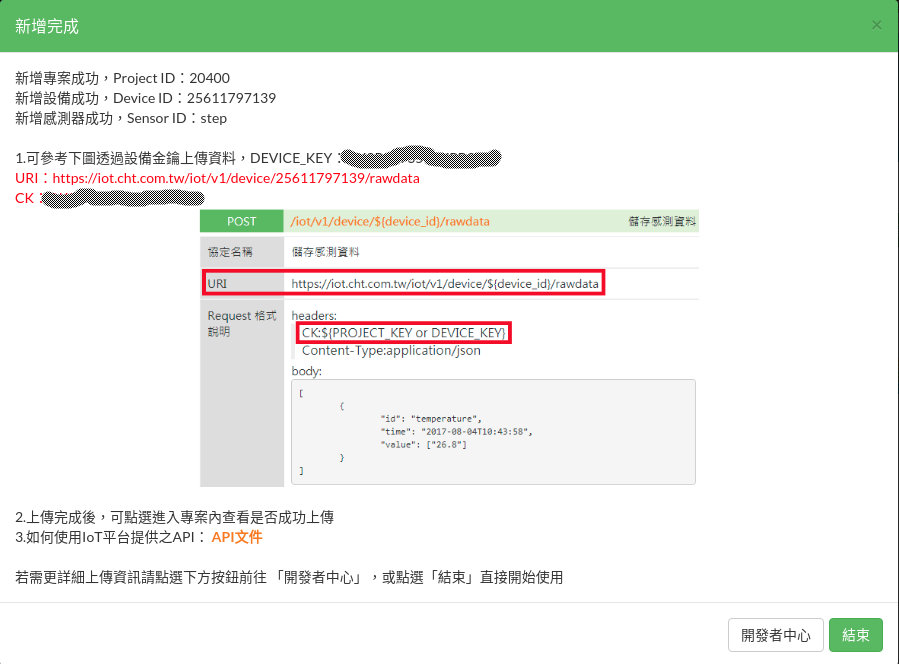 新增完成
×
新增專案成功，Project ID：20400
新增設備成功，Device ID：25611797139
新增感測器成功，Sensor ID：step
1.可參考下圖透過設備金鑰上傳資料，DEVICE_KEY：
URI：https://iot.cht.com.tw/iot/v1/device/25611797139/rawdata
CK：
POST /iot/v1/device/${device_id}/rawdata 儲存感測資料
協定名稱 儲存感測資料
URI https://iot.cht.com.tw/iot/v1/device/${device_id}/rawdata
Request 格式 headers:
說明 CK:${PROJECT_KEY or DEVICE_KEY}
Content-Type:application/json
body:
[
{
"id": "temperature",
"time": "2017-08-04T10:43:58",
"value": ["26.8"]
}
]
2.上傳完成後，可點選進入專案內查看是否成功上傳
3.如何使用IoT平台提供之API： API文件
若需更詳細上傳資訊請點選下方按鈕前往 「開發者中心」，或點選「結束」直接開始使用
開發者中心 結束